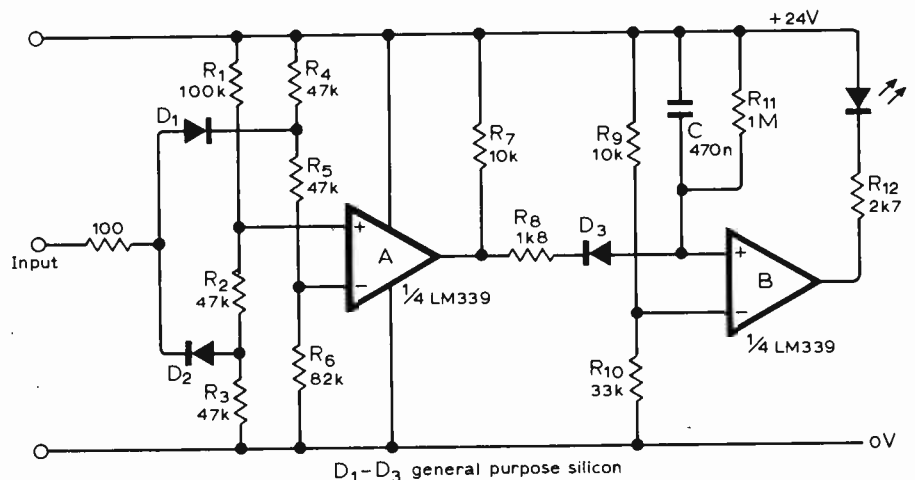 +24V
R1
100k
R4
47k
D1
R7
10k
R9
10k
C
470n
R11
1M
R5
47k
R12
2k7
100
Input
+
A
−
R8
1k8
D3
+
B
−
R2
47k
1/4 LM339
1/4 LM339
D2
R3
47k
R6
82k
R10
33k
0V
D1-D3 general purpose silicon